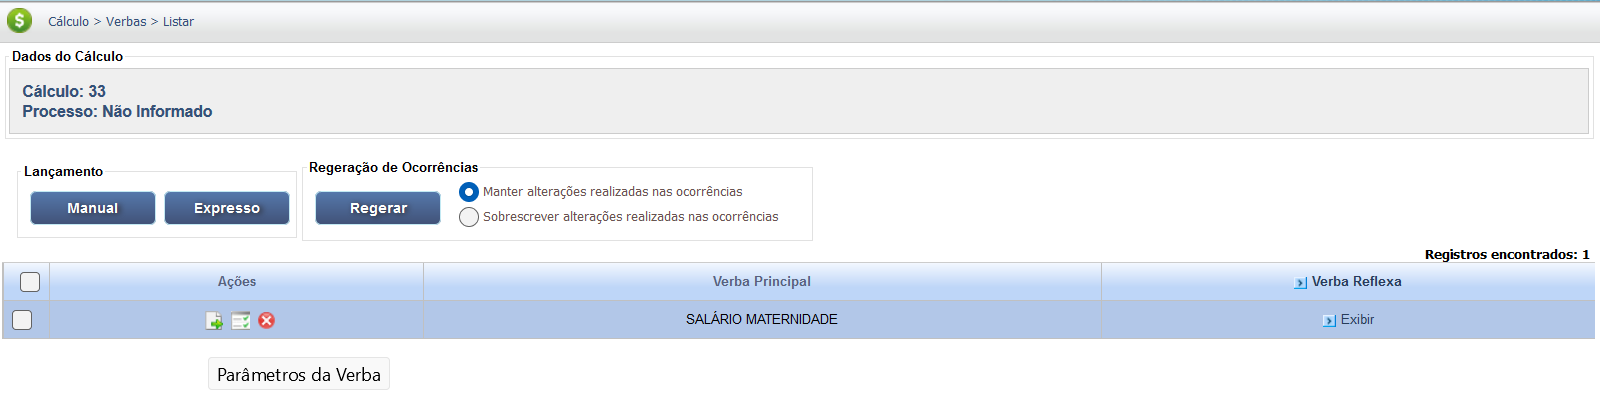 Cálculo > Verbas > Listar
Dados do Cálculo
Cálculo: 33
Processo: Não Informado
Lançamento
Manual
Expresso
Regeração de Ocorrências
Regerar
Manter alterações realizadas nas ocorrências
Sobrescrever alterações realizadas nas ocorrências
Registros encontrados: 1
Ações Verba Principal Verba Reflexa
SALÁRIO MATERNIDADE Exibir
Parâmetros da Verba